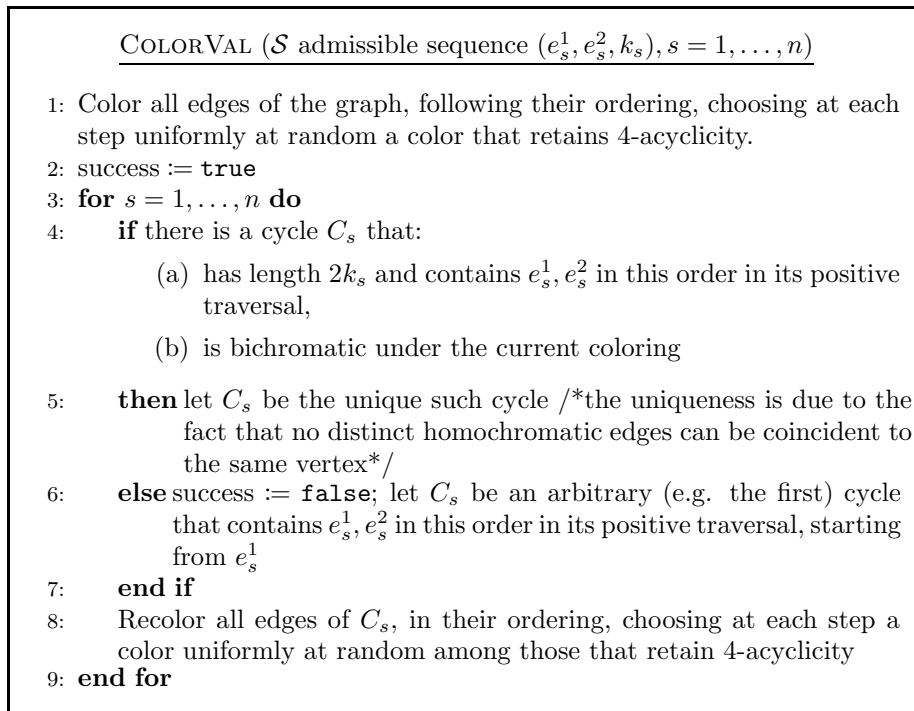 COLORVAL (𝒮 admissible sequence (e_s^1, e_s^2, k_s), s = 1, …, n)
1: Color all edges of the graph, following their ordering, choosing at each
step uniformly at random a color that retains 4-acyclicity.
2: success := true
3: for s = 1, …, n do
4: if there is a cycle C_s that:
(a) has length 2k_s and contains e_s^1, e_s^2 in this order in its positive
traversal,
(b) is bichromatic under the current coloring
5: then let C_s be the unique such cycle /*the uniqueness is due to the
fact that no distinct homochromatic edges can be coincident to
the same vertex*/
6: else success := false; let C_s be an arbitrary (e.g. the first) cycle
that contains e_s^1, e_s^2 in this order in its positive traversal, starting
from e_s^1
7: end if
8: Recolor all edges of C_s, in their ordering, choosing at each step a
color uniformly at random among those that retain 4-acyclicity
9: end for